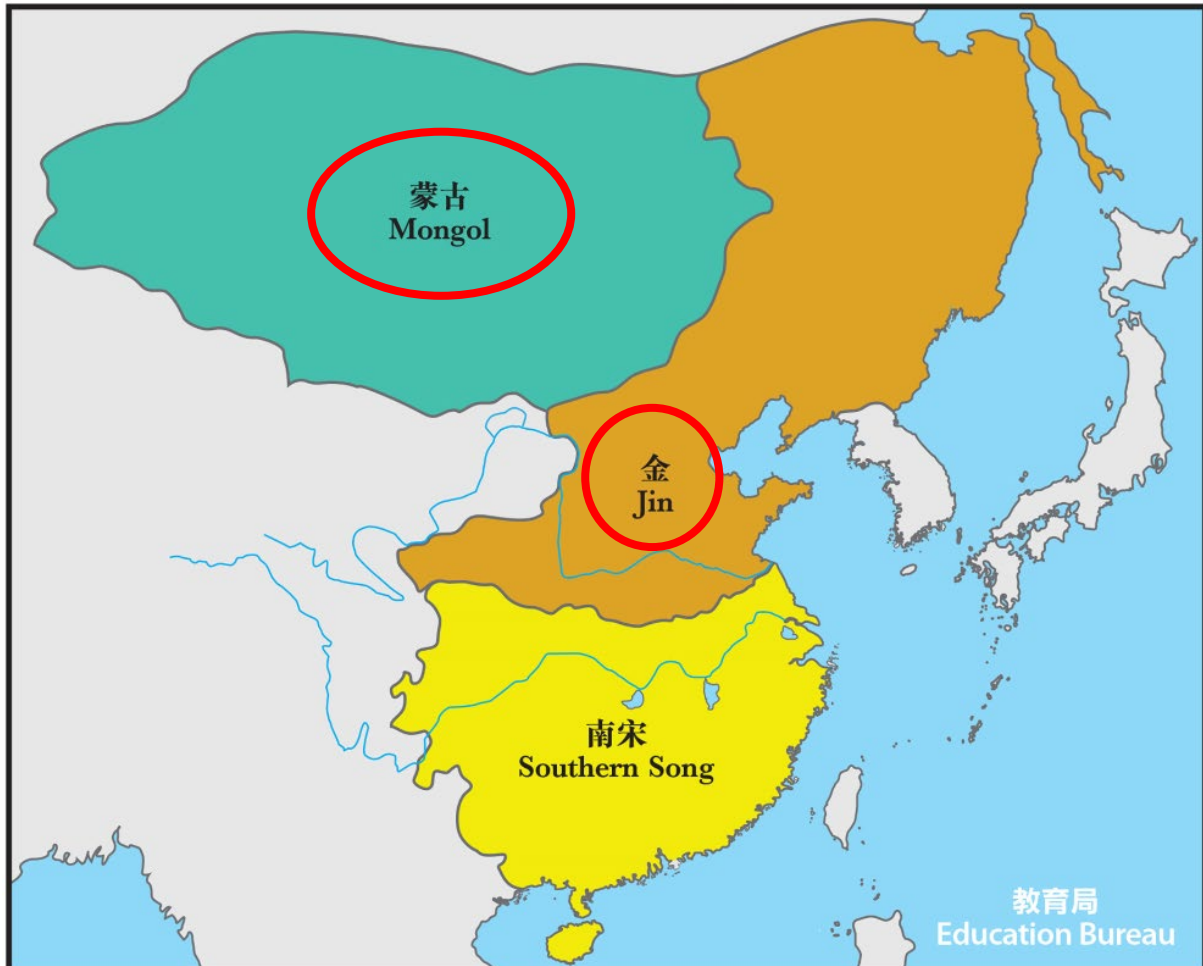 蒙古
Mongol
金
Jin
南宋
Southern Song
教育局
Education Bureau